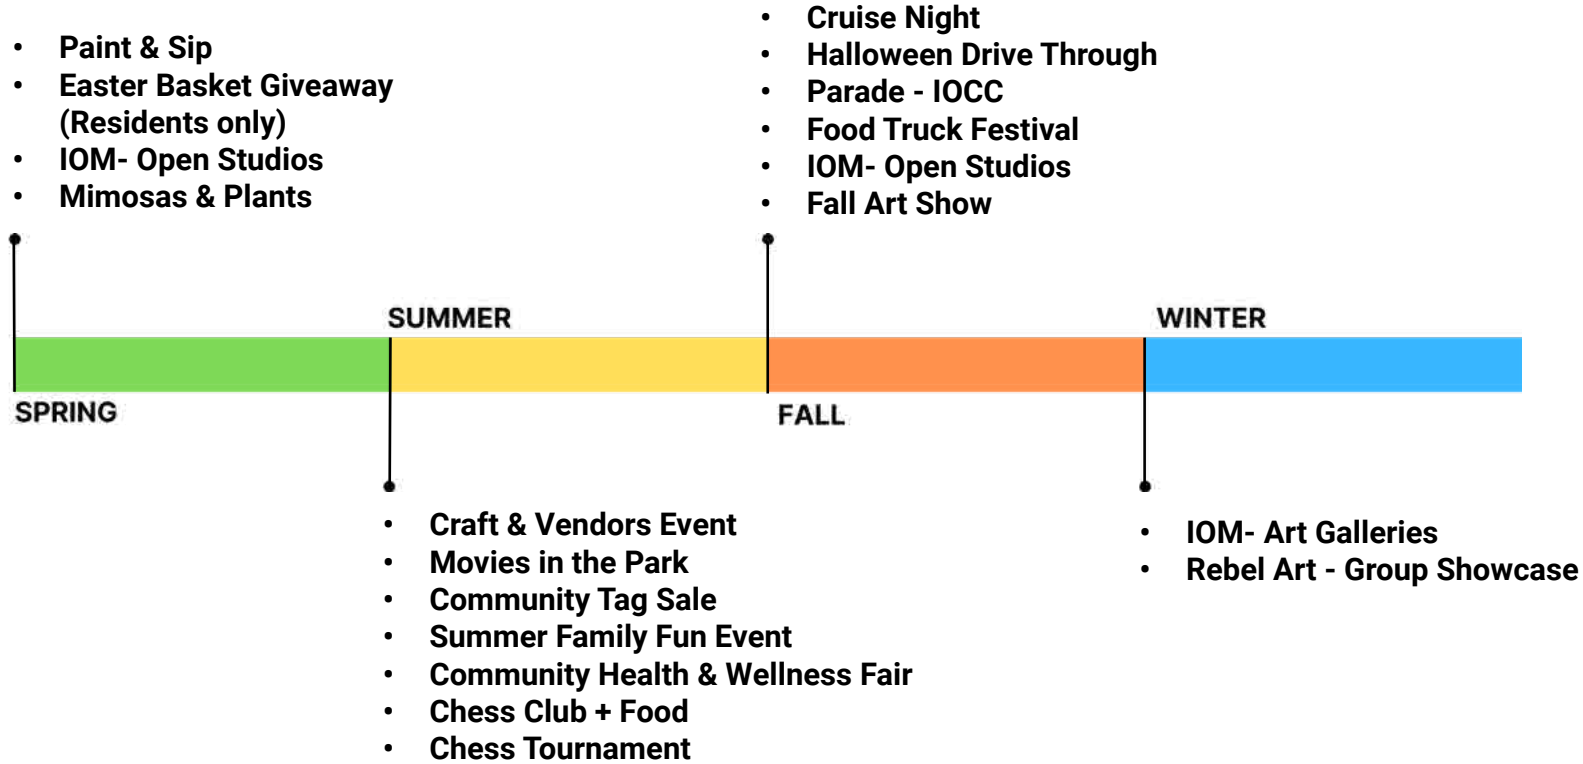 • Paint & Sip
• Easter Basket Giveaway
(Residents only)
• IOM- Open Studios
• Mimosas & Plants
• Cruise Night
• Halloween Drive Through
• Parade - IOCC
• Food Truck Festival
• IOM- Open Studios
• Fall Art Show
SUMMER
WINTER
SPRING
FALL
• Craft & Vendors Event
• Movies in the Park
• Community Tag Sale
• Summer Family Fun Event
• Community Health & Wellness Fair
• Chess Club + Food
• Chess Tournament
• IOM- Art Galleries
• Rebel Art - Group Showcase